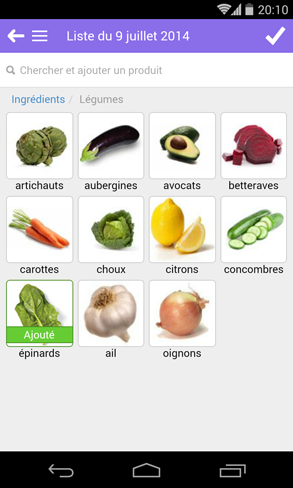 20:10
Liste du 9 juillet 2014
Chercher et ajouter un produit
Ingrédients / Légumes
artichauts aubergines avocats betteraves
carottes choux citrons concombres
Ajouté
épinards ail oignons